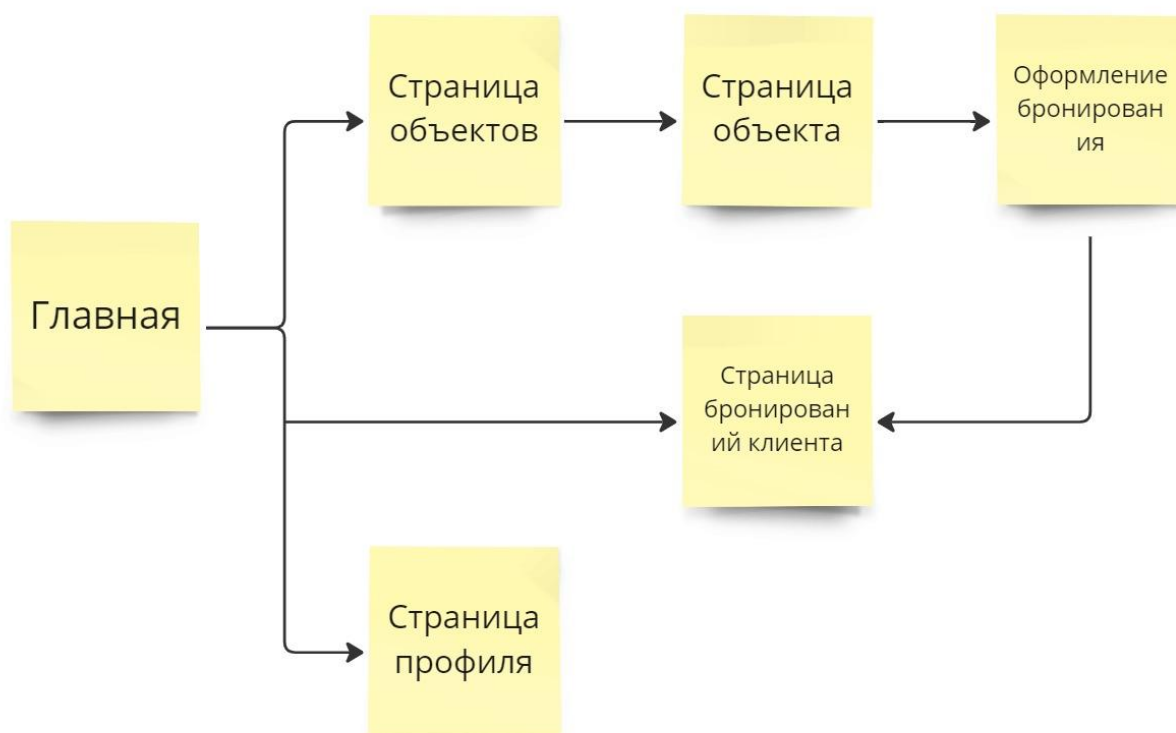 Страница
объектов
Страница
объекта
Оформление
бронирован
ия
Главная
Страница
бронирован
ий клиента
Страница
профиля